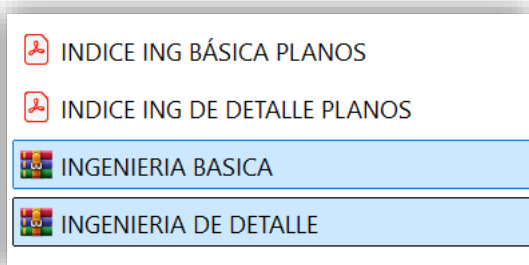 INDICE ING BÁSICA PLANOS
INDICE ING DE DETALLE PLANOS
INGENIERIA BASICA
INGENIERIA DE DETALLE